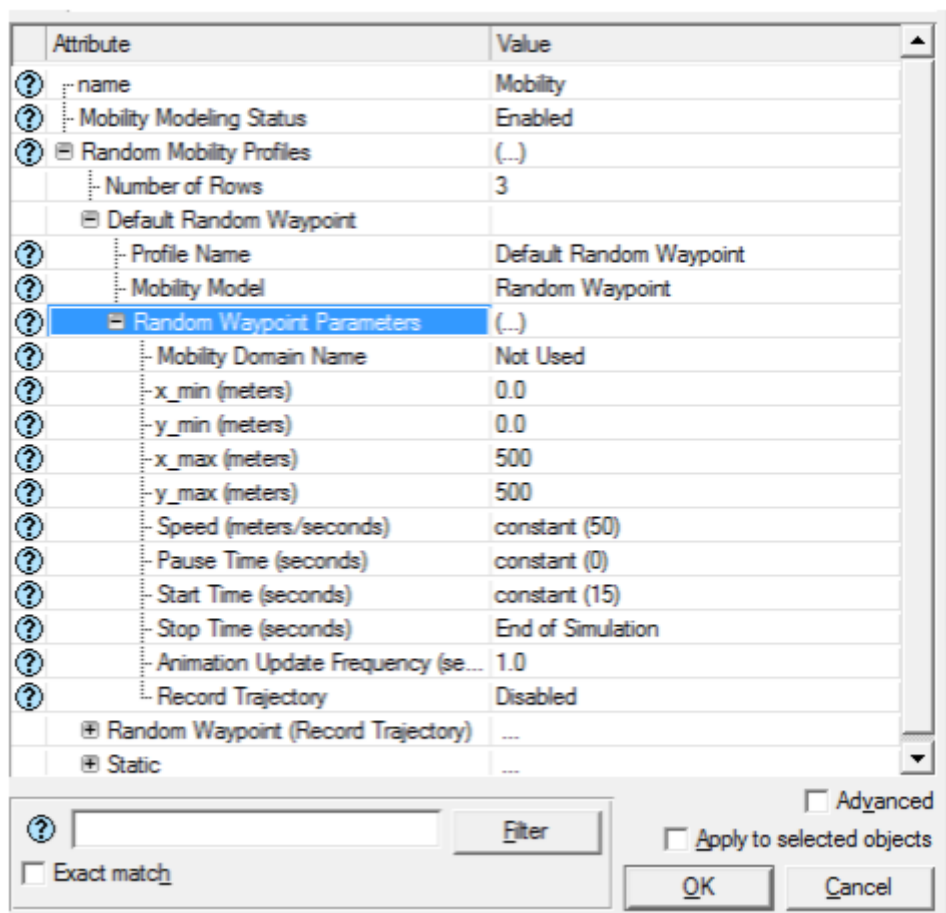 Attribute Value
name Mobility
Mobility Modeling Status Enabled
Random Mobility Profiles (...)
Number of Rows 3
Default Random Waypoint
Profile Name Default Random Waypoint
Mobility Model Random Waypoint
Random Waypoint Parameters (...)
Mobility Domain Name Not Used
x_min (meters) 0.0
y_min (meters) 0.0
x_max (meters) 500
y_max (meters) 500
Speed (meters/seconds) constant (50)
Pause Time (seconds) constant (0)
Start Time (seconds) constant (15)
Stop Time (seconds) End of Simulation
Animation Update Frequency (se... 1.0
Record Trajectory Disabled
Random Waypoint (Record Trajectory) ...
Static ...
Advanced
Filter
Apply to selected objects
Exact match
OK Cancel